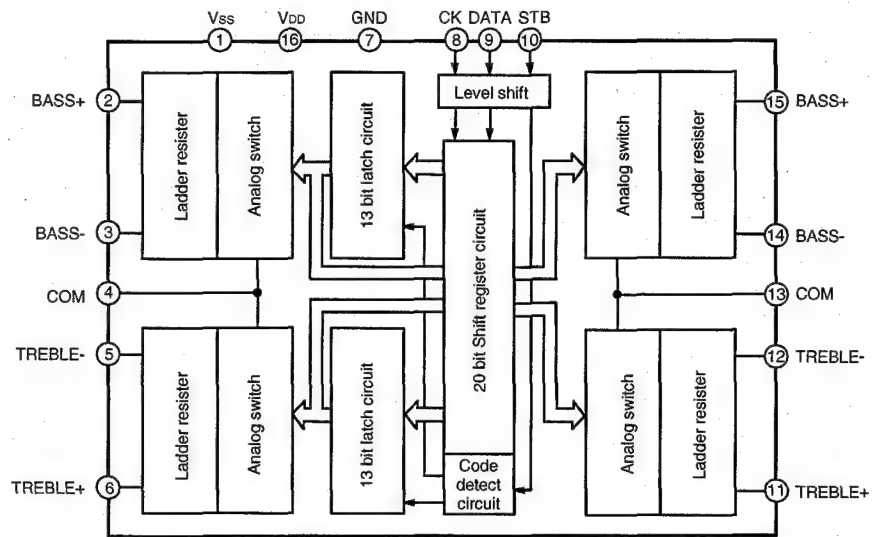 Vss VDD GND CK DATA STB
1 16 7 8 9 10
Level shift
2 BASS+
Ladder resister
Analog switch
13 bit latch circuit
20 bit Shift register circuit
Analog switch
Ladder resister
15 BASS+
BASS- 3
14 BASS-
COM 4
13 COM
TREBLE- 5
Ladder resister
Analog switch
13 bit latch circuit
Analog switch
Ladder resister
12 TREBLE-
Code
detect
circuit
TREBLE+ 6
11 TREBLE+